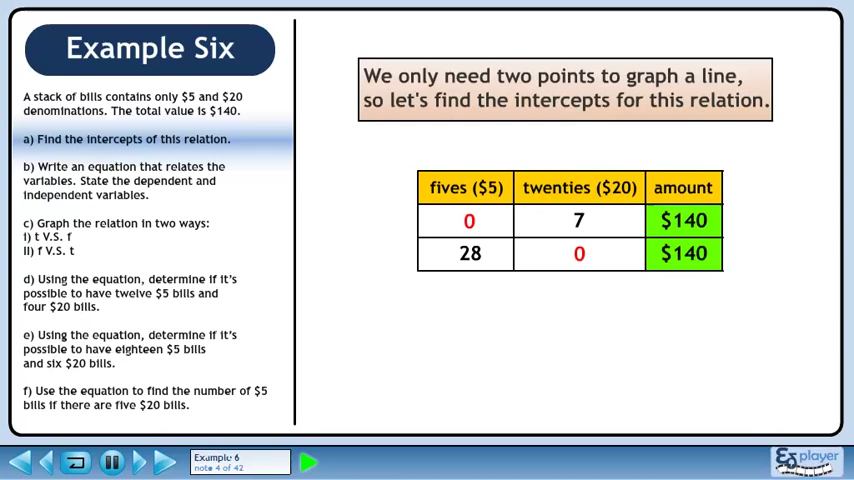 Example Six
A stack of bills contains only $5 and $20
denominations. The total value is $140.
a) Find the intercepts of this relation.
b) Write an equation that relates the
variables. State the dependent and
independent variables.
c) Graph the relation in two ways:
I) t V.S. f
II) f V.S. t
d) Using the equation, determine if it's
possible to have twelve $5 bills and
four $20 bills.
e) Using the equation, determine if it's
possible to have eighteen $5 bills
and six $20 bills.
f) Use the equation to find the number of $5
bills if there are five $20 bills.
We only need two points to graph a line,
so let's find the intercepts for this relation.
fives ($5) twenties ($20) amount
0 7 $140
28 0 $140
Example 6
note 4 of 42
player